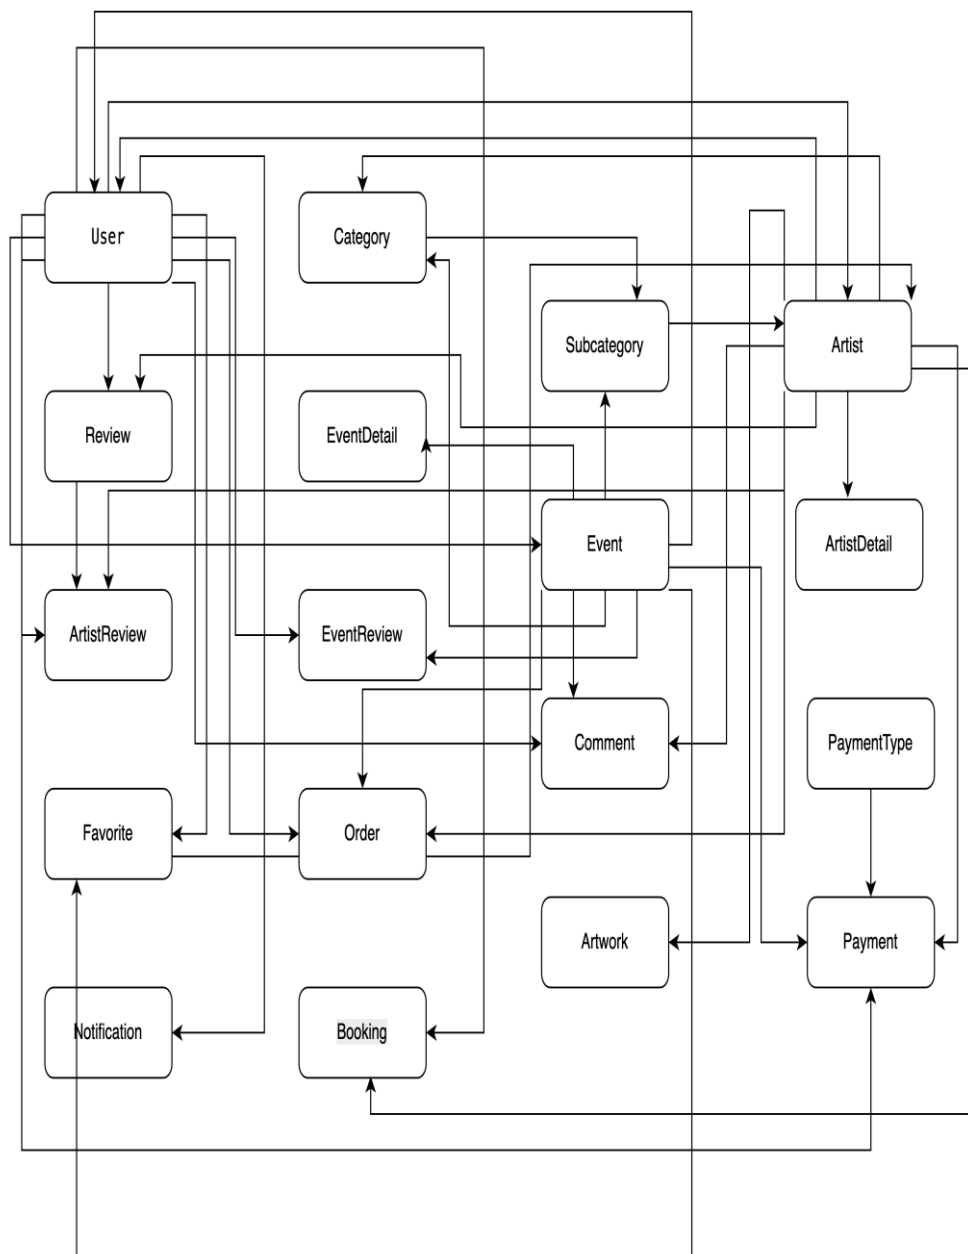 User
Category
Subcategory
Artist
Review
EventDetail
Event
ArtistDetail
ArtistReview
EventReview
Comment
PaymentType
Favorite
Order
Artwork
Payment
Notification
Booking